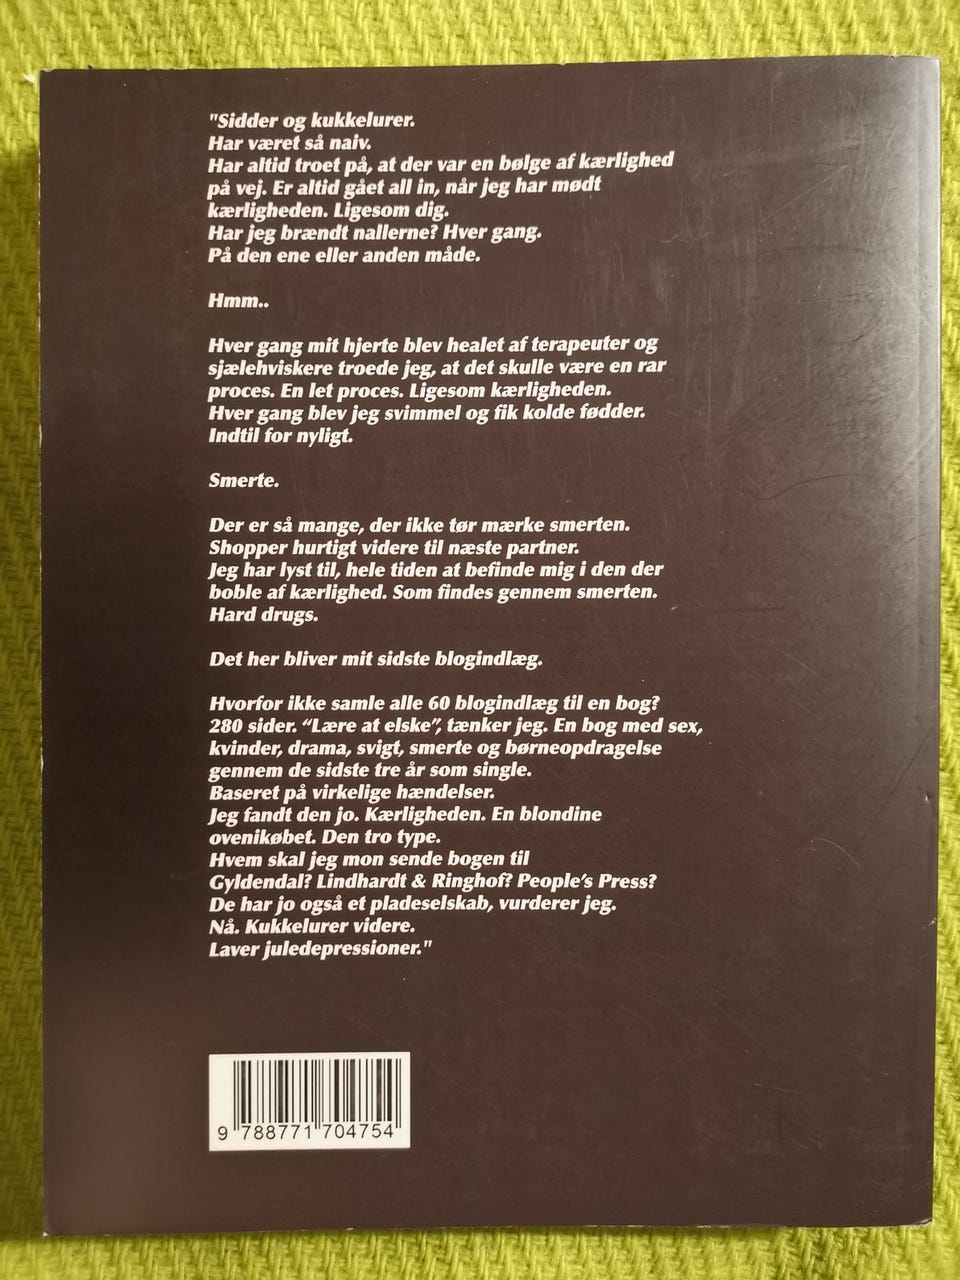 "Sidder og kukkelurer.
Har været så naiv.
Har altid troet på, at der var en bølge af kærlighed
på vej. Er altid gået all in, når jeg har mødt
kærligheden. Ligesom dig.
Har jeg brændt nallerne? Hver gang.
På den ene eller anden måde.
Hmm..
Hver gang mit hjerte blev healet af terapeuter og
sjælehviskere troede jeg, at det skulle være en rar
proces. En let proces. Ligesom kærligheden.
Hver gang blev jeg svimmel og fik kolde fødder.
Indtil for nyligt.
Smerte.
Der er så mange, der ikke tør mærke smerten.
Shopper hurtigt videre til næste partner.
Jeg har lyst til, hele tiden at befinde mig i den der
boble af kærlighed. Som findes gennem smerten.
Hard drugs.
Det her bliver mit sidste blogindlæg.
Hvorfor ikke samle alle 60 blogindlæg til en bog?
280 sider. “Lære at elske”, tænker jeg. En bog med sex,
kvinder, drama, svigt, smerte og børneopdragelse
gennem de sidste tre år som single.
Baseret på virkelige hændelser.
Jeg fandt den jo. Kærligheden. En blondine
ovenikøbet. Den tro type.
Hvem skal jeg mon sende bogen til
Gyldendal? Lindhardt & Ringhof? People’s Press?
De har jo også et pladeselskab, vurderer jeg.
Nå. Kukkelurer videre.
Laver juledepressioner."
9 788771 704754